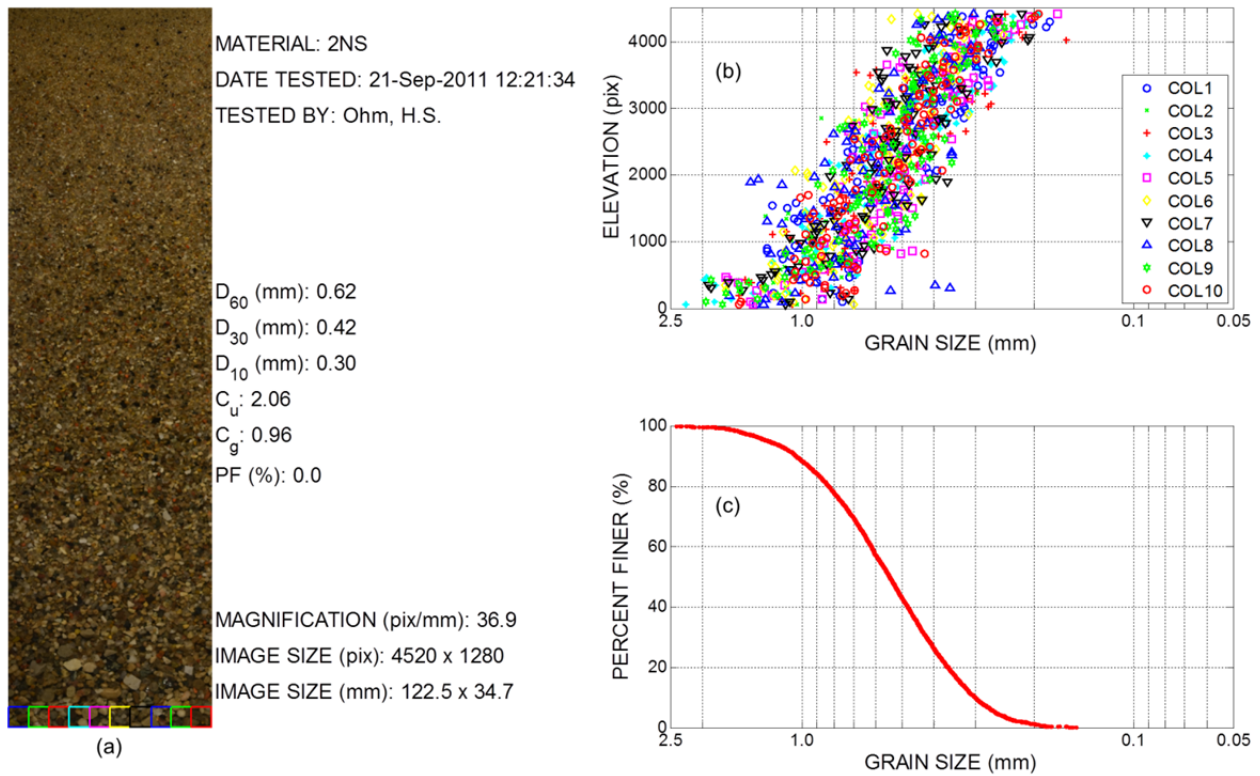 MATERIAL: 2NS
DATE TESTED: 21-Sep-2011 12:21:34
TESTED BY: Ohm, H.S.
D60 (mm): 0.62
D30 (mm): 0.42
D10 (mm): 0.30
Cu: 2.06
Cg: 0.96
PF (%): 0.0
MAGNIFICATION (pix/mm): 36.9
IMAGE SIZE (pix): 4520 x 1280
IMAGE SIZE (mm): 122.5 x 34.7
(a)
ELEVATION (pix)
4000
3000
2000
1000
0
(b)
COL1
COL2
COL3
COL4
COL5
COL6
COL7
COL8
COL9
COL10
2.5 1.0 0.1 0.05
GRAIN SIZE (mm)
PERCENT FINER (%)
100
80
60
40
20
0
(c)
2.5 1.0 0.1 0.05
GRAIN SIZE (mm)